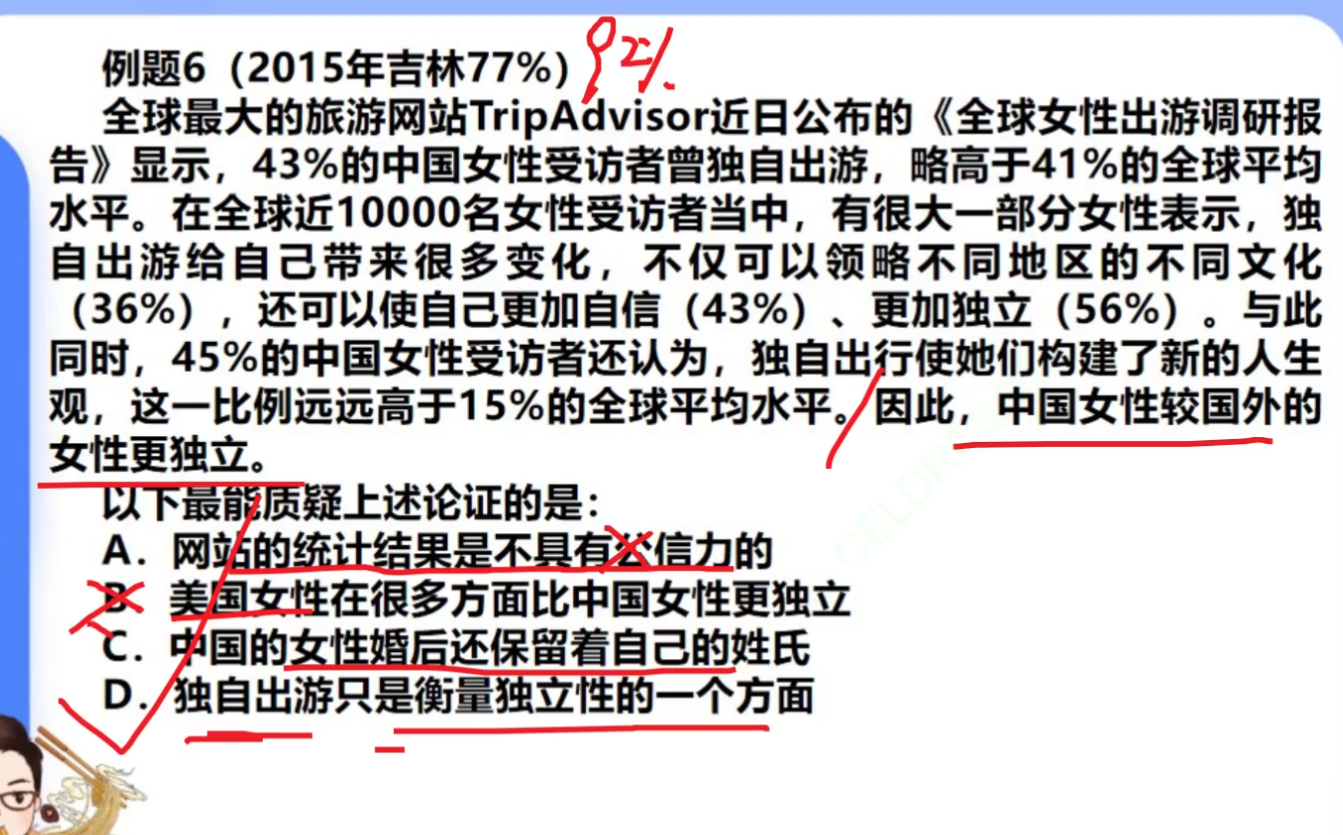 例题6（2015年吉林77%）
92%.
全球最大的旅游网站TripAdvisor近日公布的《全球女性出游调研报
告》显示，43%的中国女性受访者曾独自出游，略高于41%的全球平均
水平。在全球近10000名女性受访者当中，有很大一部分女性表示，独
自出游给自己带来很多变化，不仅可以领略不同地区的不同文化
（36%），还可以使自己更加自信（43%）、更加独立（56%）。与此
同时，45%的中国女性受访者还认为，独自出行使她们构建了新的人生
观，这一比例远远高于15%的全球平均水平。因此，中国女性较国外的
女性更独立。
以下最能质疑上述论证的是：
A．网站的统计结果是不具有公信力的
B．美国女性在很多方面比中国女性更独立
C．中国的女性婚后还保留着自己的姓氏
D．独自出游只是衡量独立性的一个方面